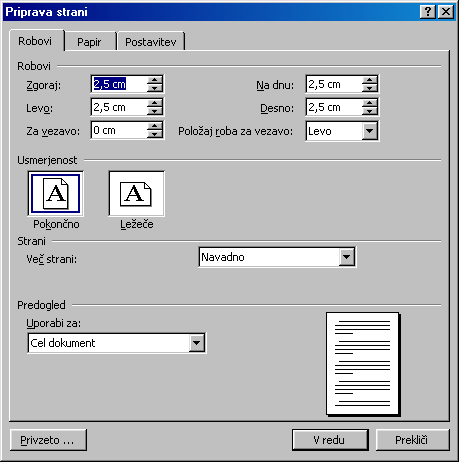 Priprava strani
Robovi Papir Postavitev
Robovi
Zgoraj: 2,5 cm Na dnu: 2,5 cm
Levo: 2,5 cm Desno: 2,5 cm
Za vezavo: 0 cm Položaj roba za vezavo: Levo
Usmerjenost
A A
Pokončno Ležeče
Strani
Več strani: Navadno
Predogled
Uporabi za:
Cel dokument
Privzeto ... V redu Prekliči